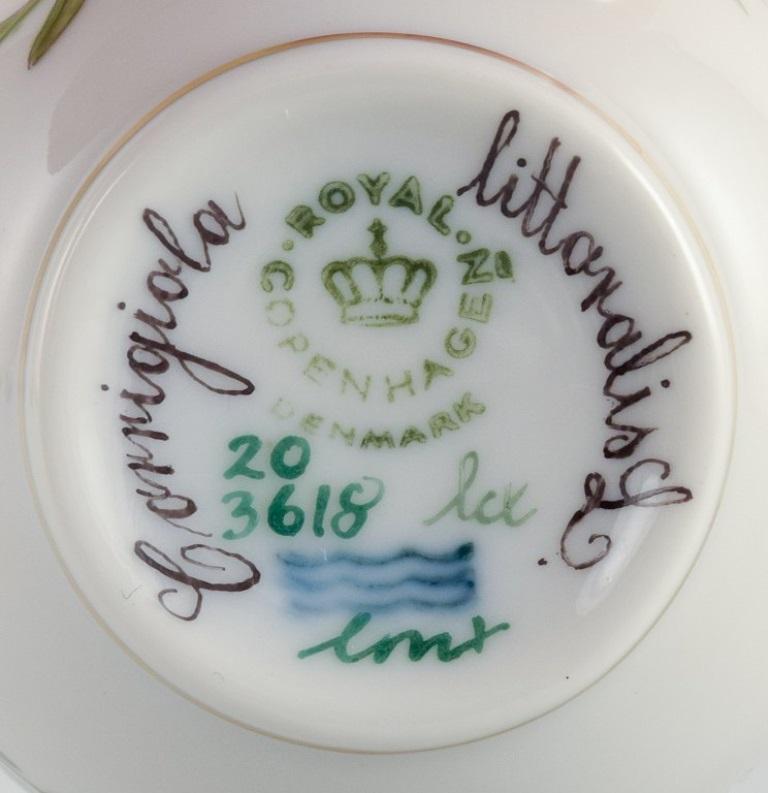 ROYAL
COPENHAGEN
DENMARK
Corrigiola
littoralis L.
20
3618